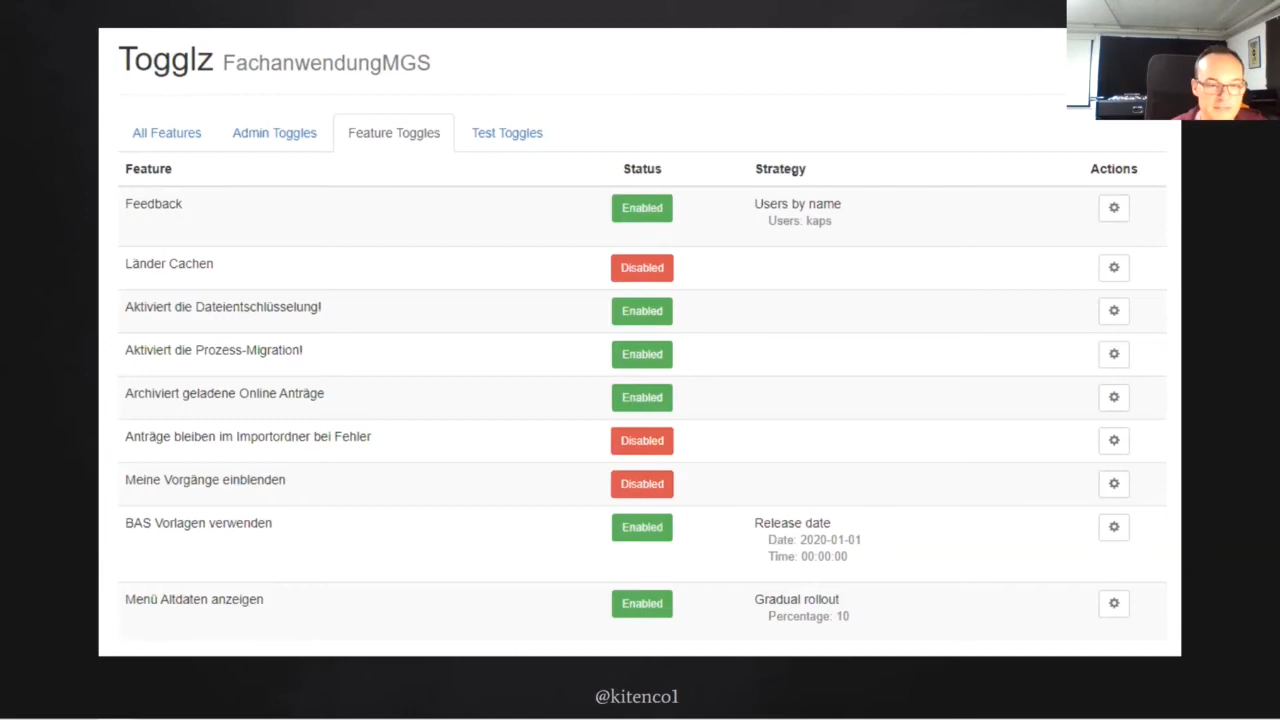 Togglz FachanwendungMGS
All Features Admin Toggles Feature Toggles Test Toggles
Feature Status Strategy Actions
Feedback Enabled Users by name
Users: kaps
Länder Cachen Disabled
Aktiviert die Dateientschlüsselung! Enabled
Aktiviert die Prozess-Migration! Enabled
Archiviert geladene Online Anträge Enabled
Anträge bleiben im Importordner bei Fehler Disabled
Meine Vorgänge einblenden Disabled
BAS Vorlagen verwenden Enabled Release date
Date: 2020-01-01
Time: 00:00:00
Menü Altdaten anzeigen Enabled Gradual rollout
Percentage: 10
@kitenco1